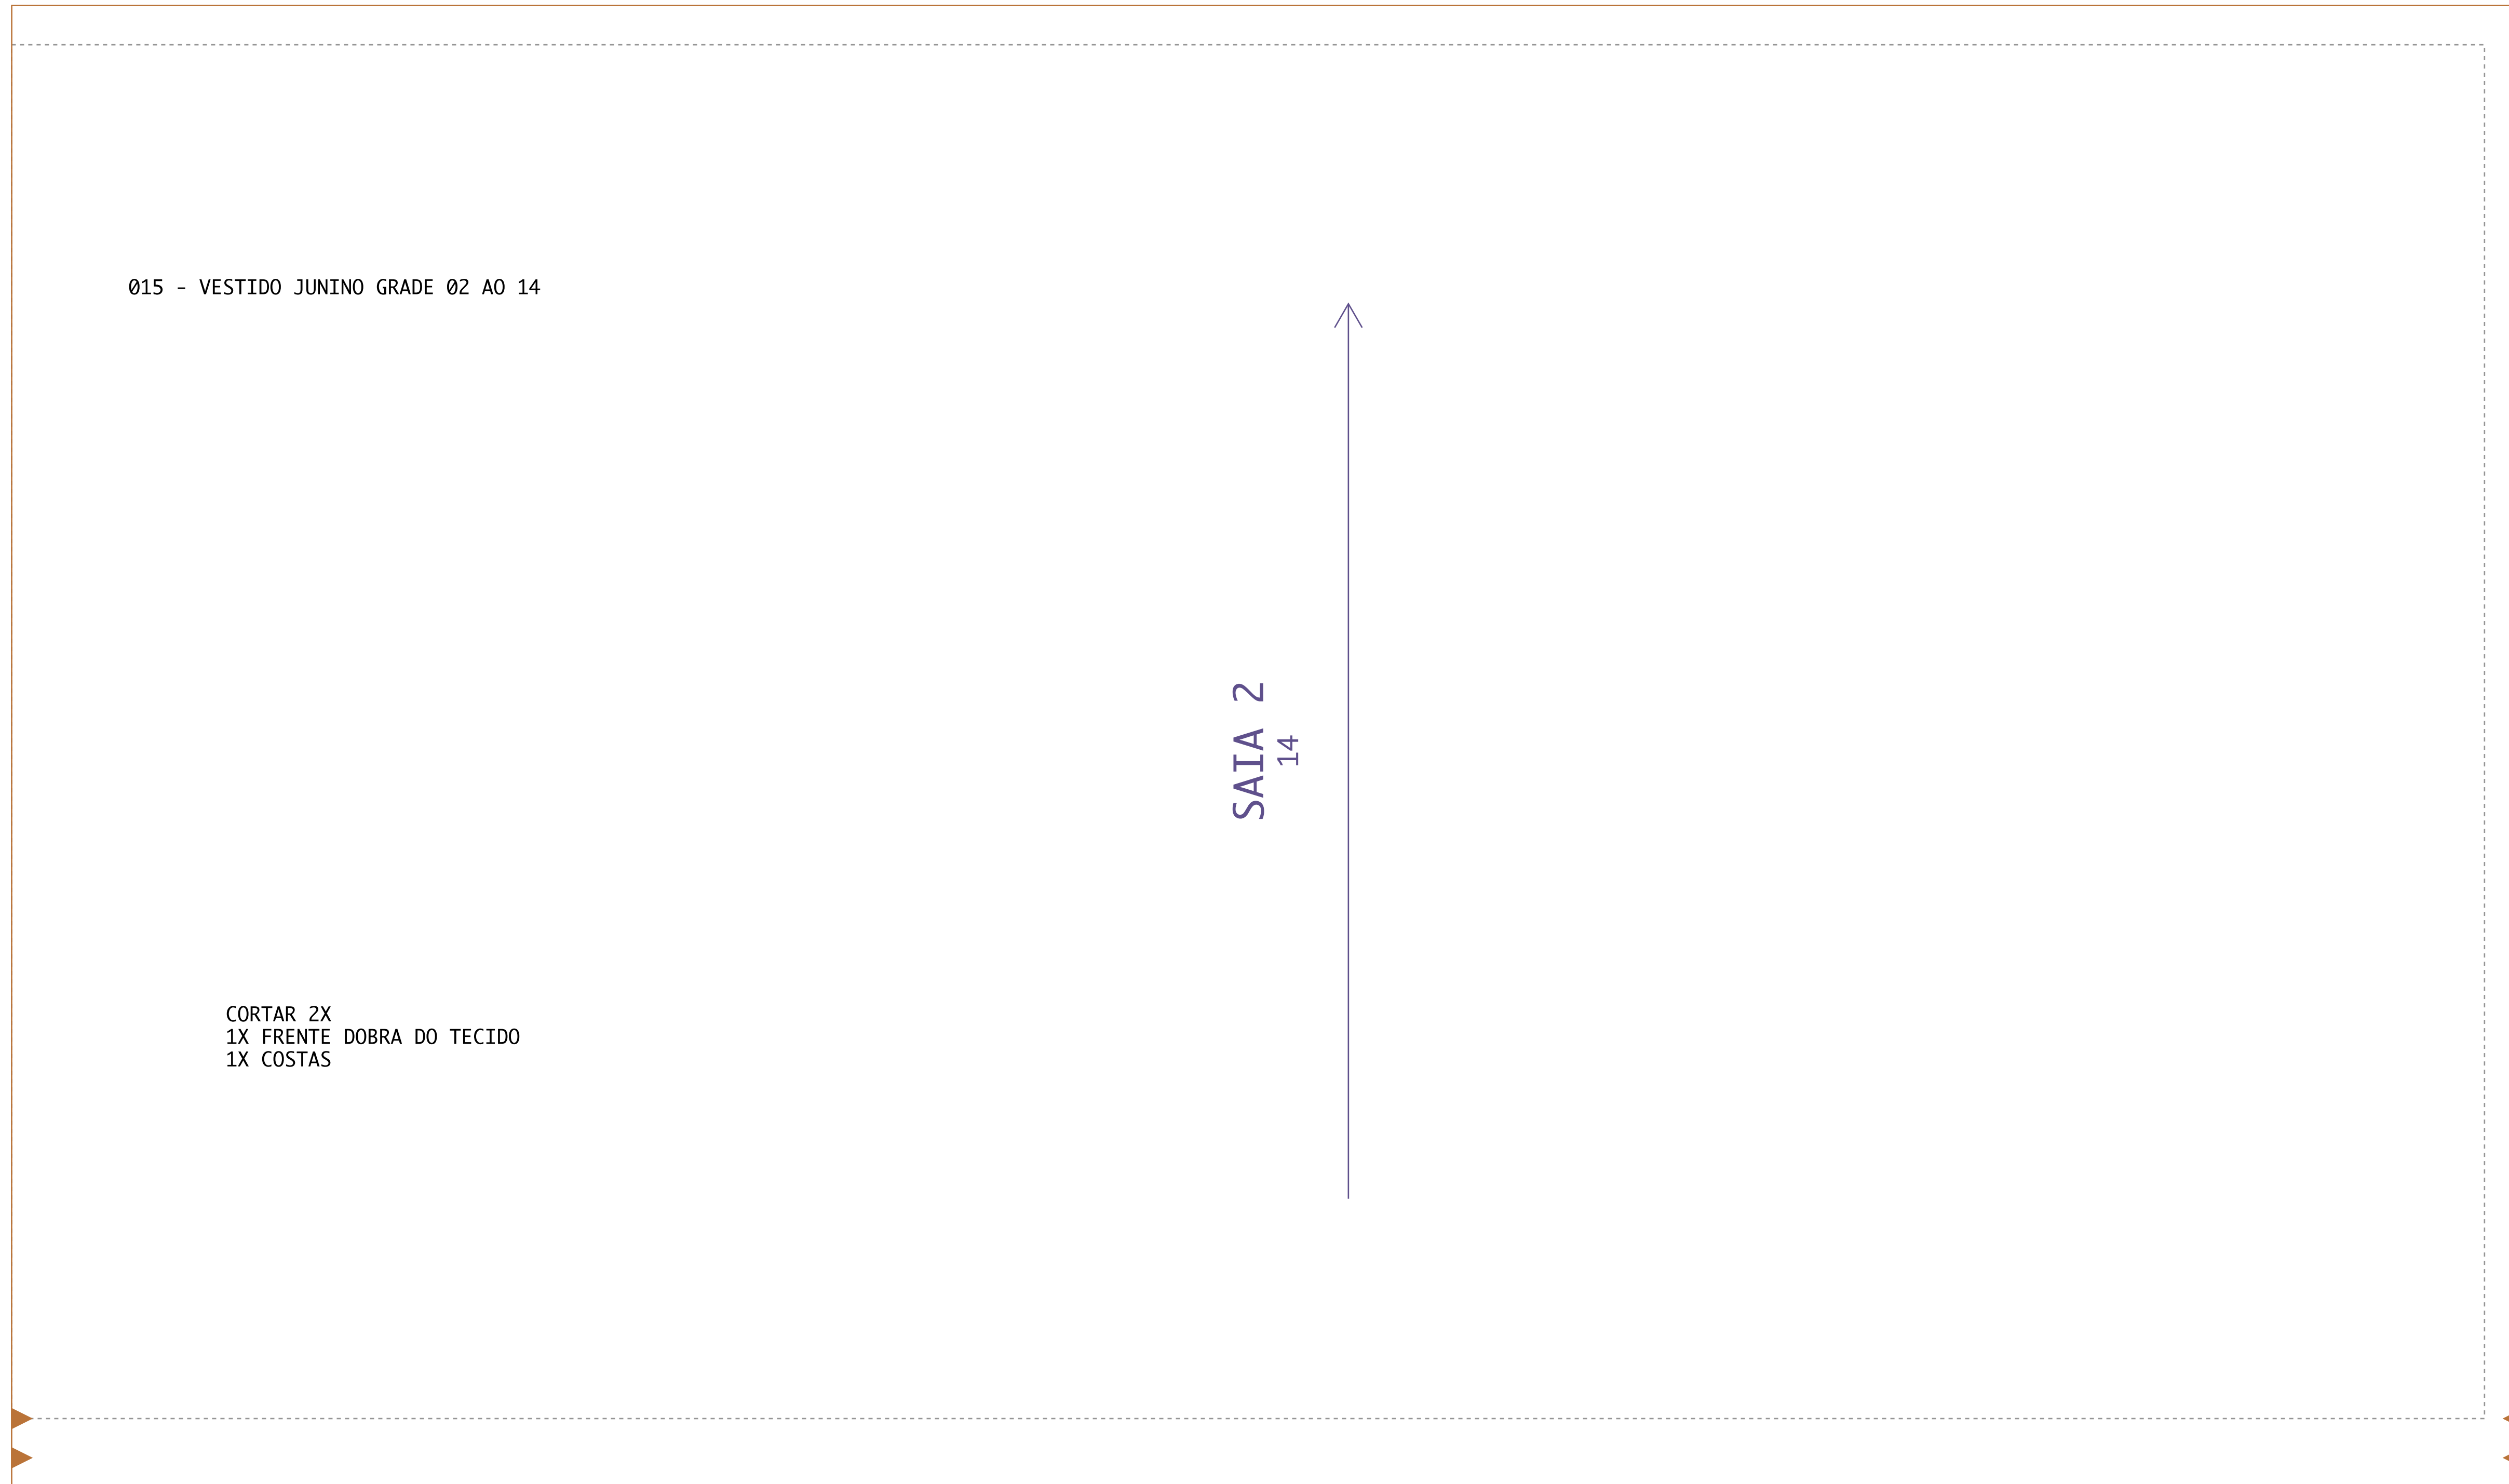 015 - VESTIDO JUNINO GRADE 02 AO 14
SAIA 2
14
CORTAR 2X
1X FRENTE DOBRA DO TECIDO
1X COSTAS